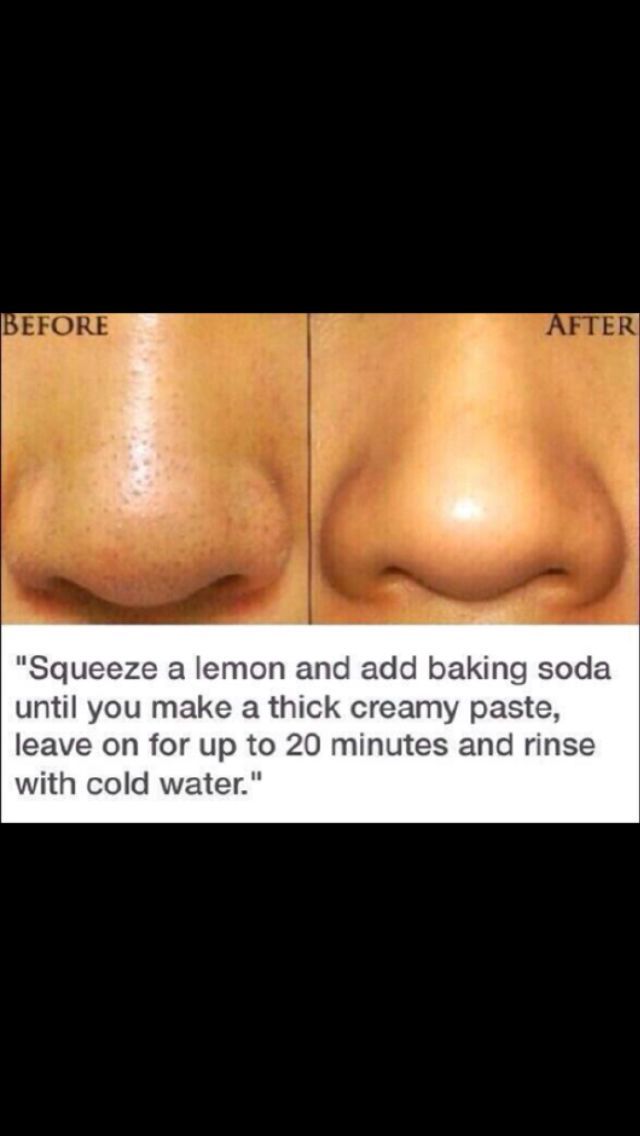 BEFORE
AFTER
"Squeeze a lemon and add baking soda
until you make a thick creamy paste,
leave on for up to 20 minutes and rinse
with cold water."